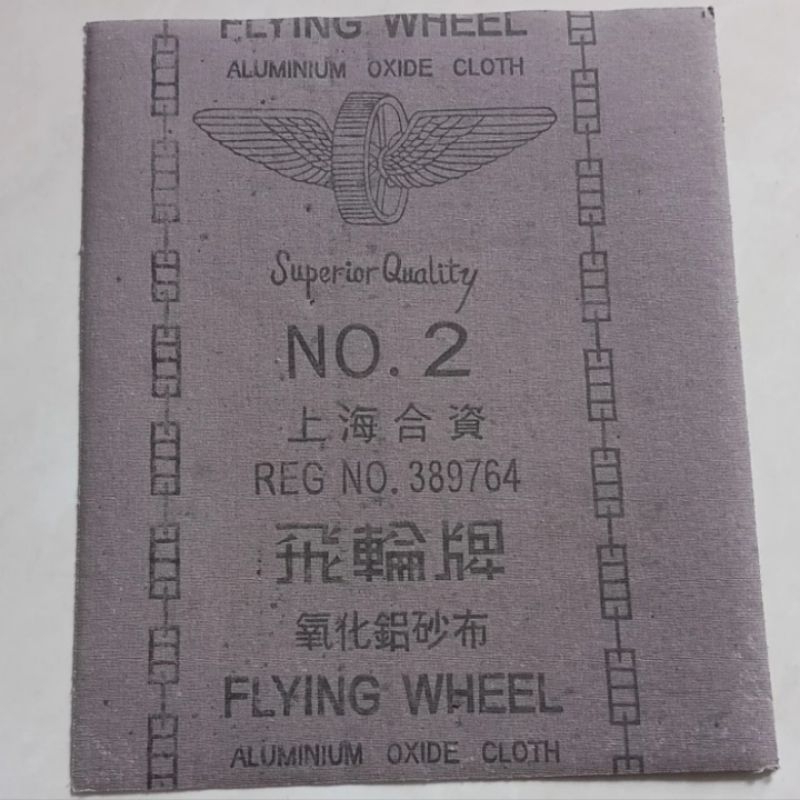 FLYING WHEEL
ALUMINIUM OXIDE CLOTH
Superior Quality
NO. 2
上海合資
REG NO. 389764
飛輪牌
氧化鋁砂布
FLYING WHEEL
ALUMINIUM OXIDE CLOTH